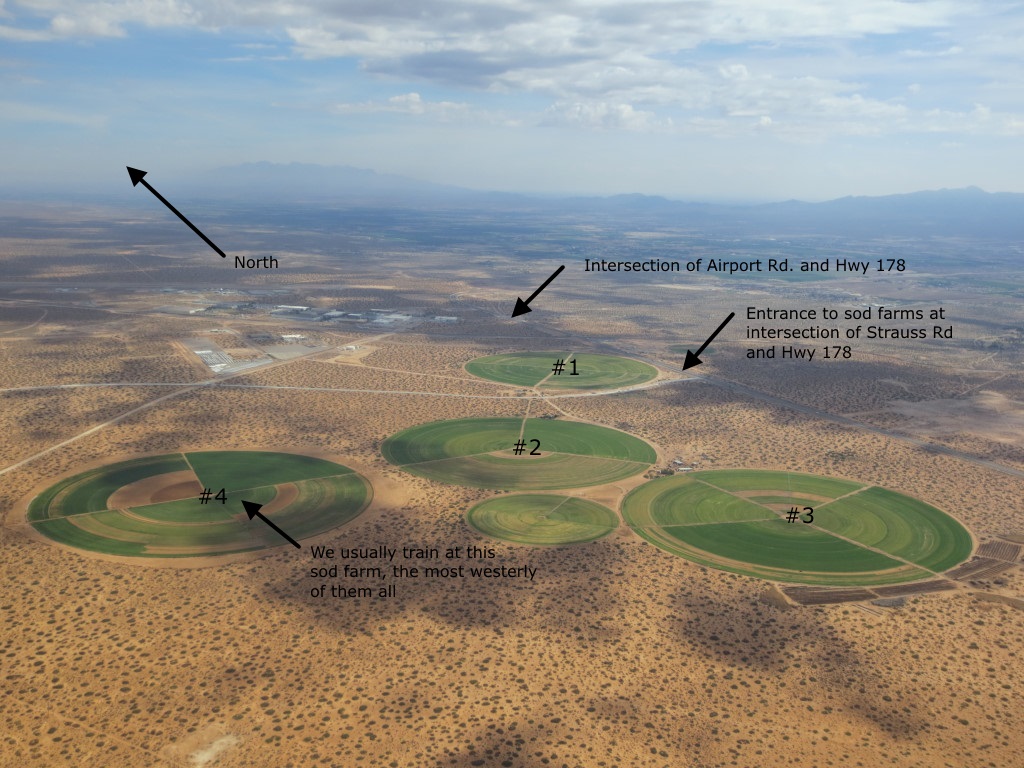 North
Intersection of Airport Rd. and Hwy 178
Entrance to sod farms at
intersection of Strauss Rd
and Hwy 178
#1
#2
#4
#3
We usually train at this
sod farm, the most westerly
of them all